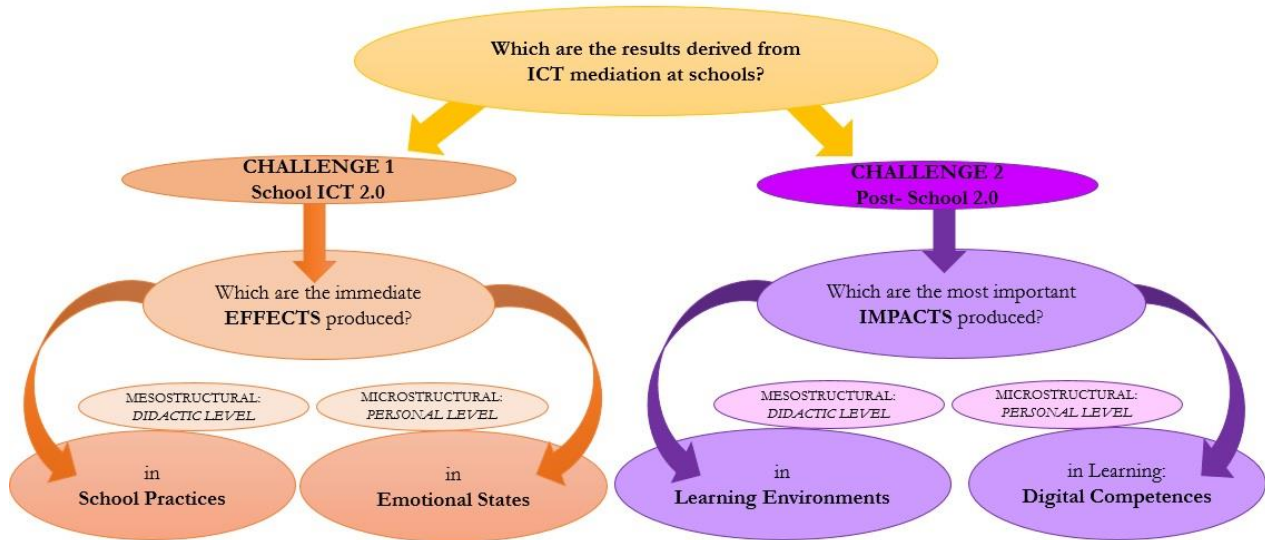 Which are the results derived from
ICT mediation at schools?
CHALLENGE 1
School ICT 2.0
CHALLENGE 2
Post- School 2.0
Which are the immediate
EFFECTS produced?
Which are the most important
IMPACTS produced?
MESOSTRUCTURAL:
DIDACTIC LEVEL
MICROSTRUCTURAL:
PERSONAL LEVEL
MESOSTRUCTURAL:
DIDACTIC LEVEL
MICROSTRUCTURAL:
PERSONAL LEVEL
in
School Practices
in
Emotional States
in
Learning Environments
in Learning:
Digital Competences